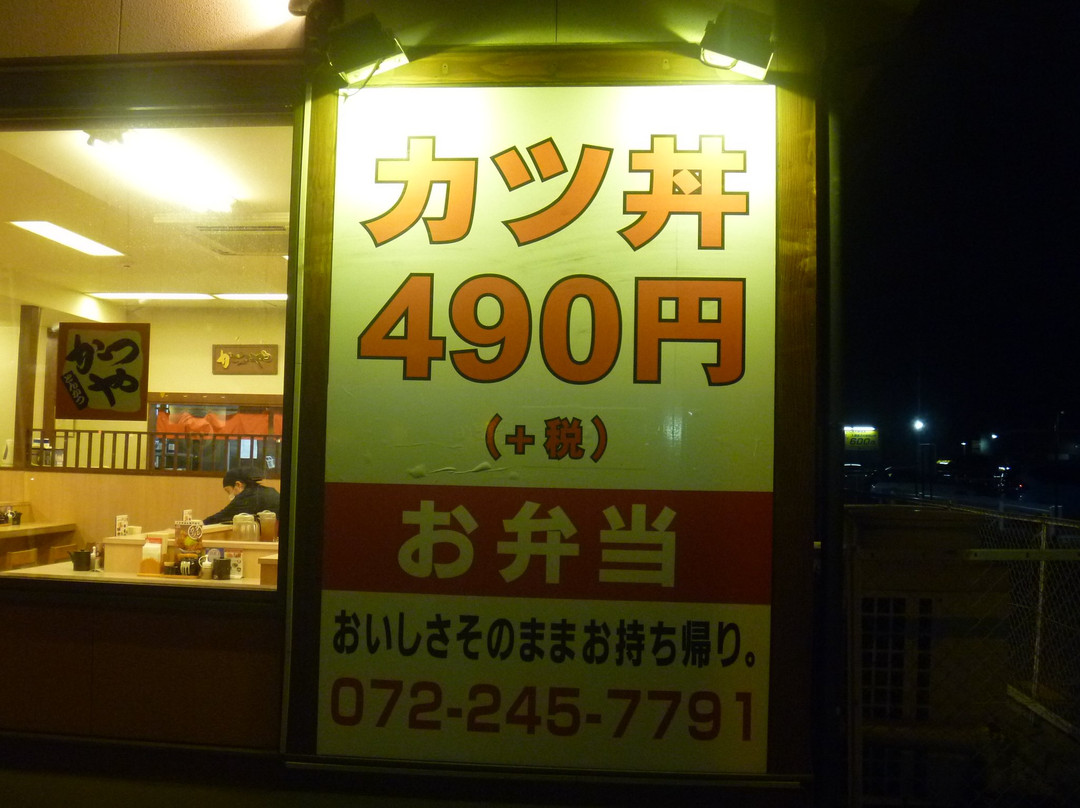 カツ丼
490円
(+税)
お弁当
おいしさそのままお持ち帰り。
072-245-7791
かつや